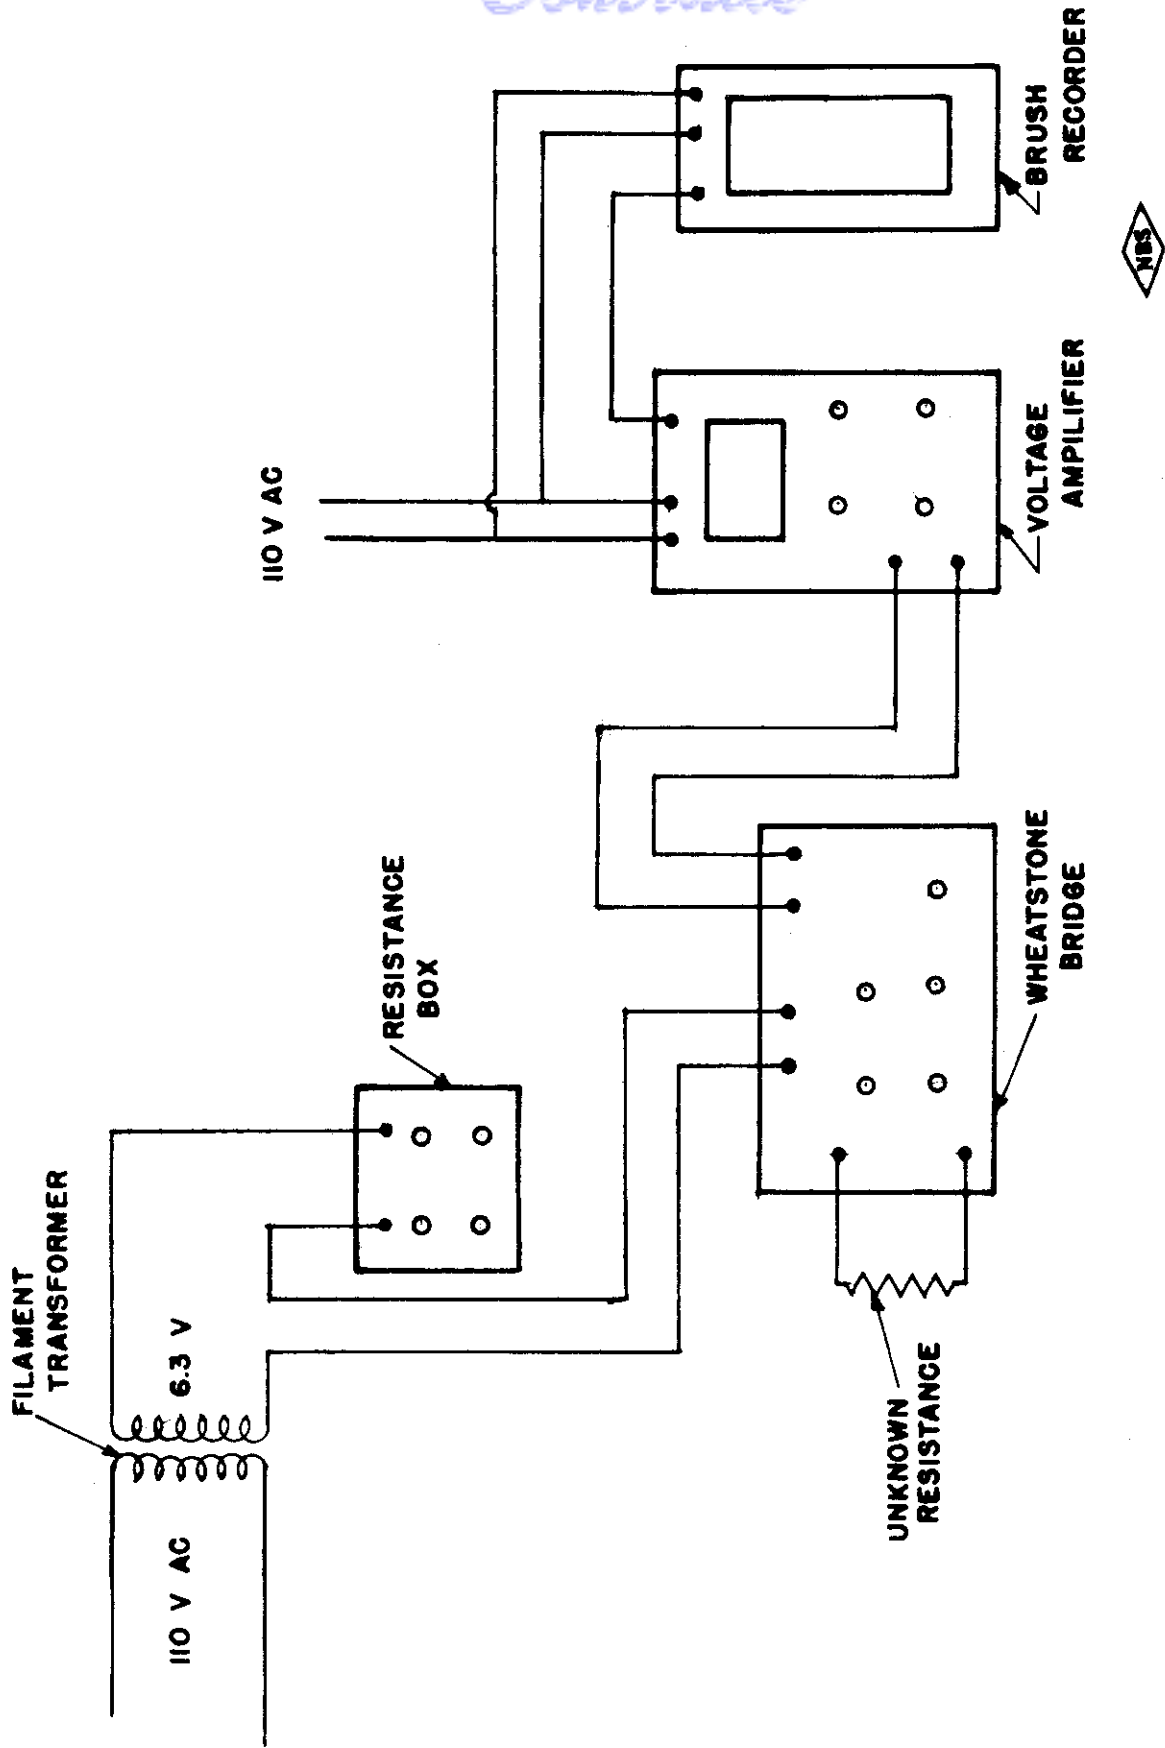 FILAMENT
TRANSFORMER
110 V AC
6.3 V
RESISTANCE
BOX
110 V AC
UNKNOWN
RESISTANCE
WHEATSTONE
BRIDGE
VOLTAGE
AMPILIFIER
BRUSH
RECORDER
NBS